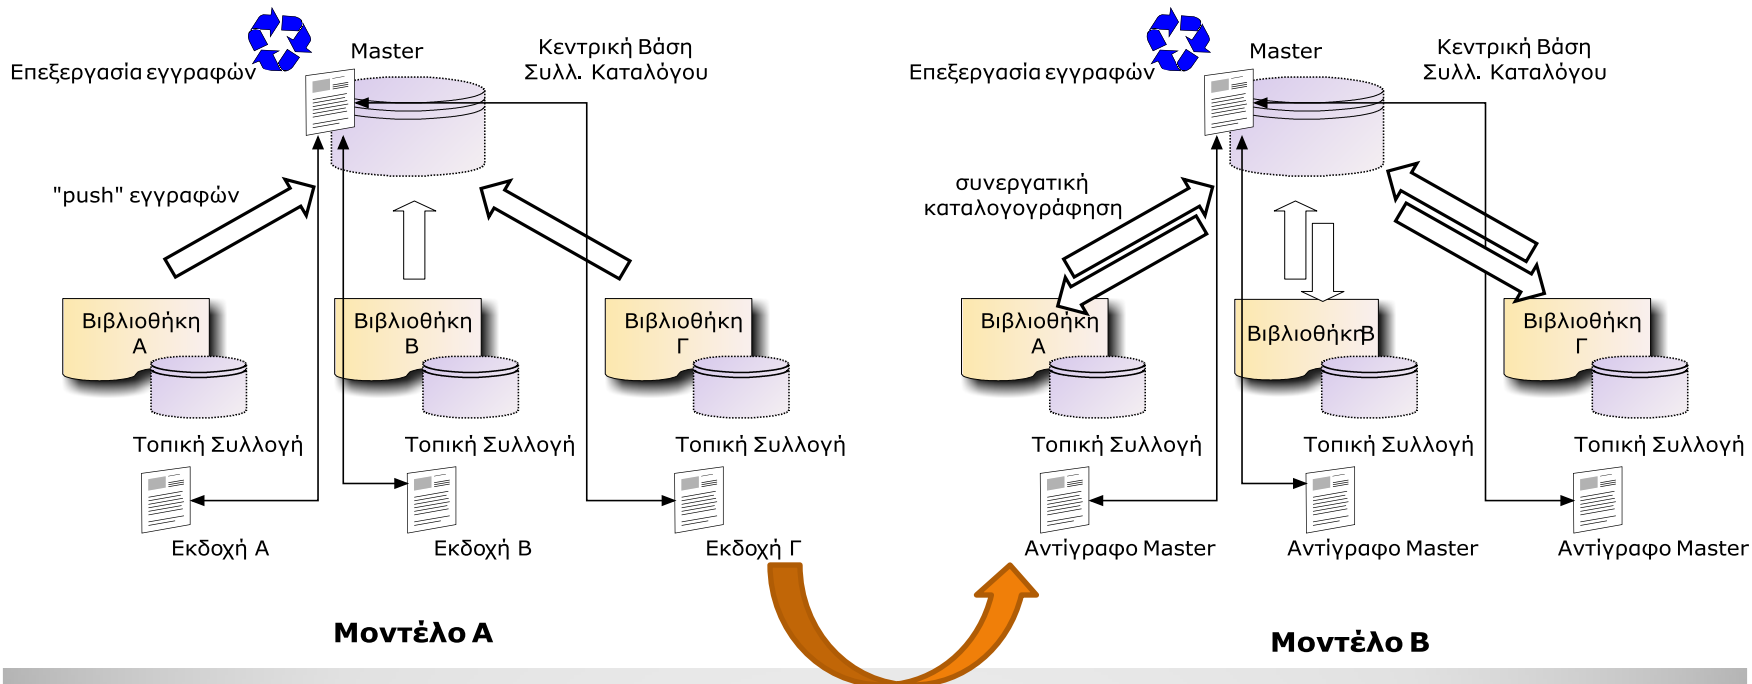 Master
Κεντρική Βάση
Συλλ. Καταλόγου
Επεξεργασία εγγραφών
"push" εγγραφών
Βιβλιοθήκη
Α
Βιβλιοθήκη
Β
Βιβλιοθήκη
Γ
Τοπική Συλλογή
Τοπική Συλλογή
Τοπική Συλλογή
Εκδοχή Α
Εκδοχή Β
Εκδοχή Γ
Μοντέλο Α
Master
Κεντρική Βάση
Συλλ. Καταλόγου
Επεξεργασία εγγραφών
συνεργατική
καταλογογράφηση
Βιβλιοθήκη
Α
Βιβλιοθήκη Β
Βιβλιοθήκη
Γ
Τοπική Συλλογή
Τοπική Συλλογή
Τοπική Συλλογή
Αντίγραφο Master
Αντίγραφο Master
Αντίγραφο Master
Μοντέλο Β